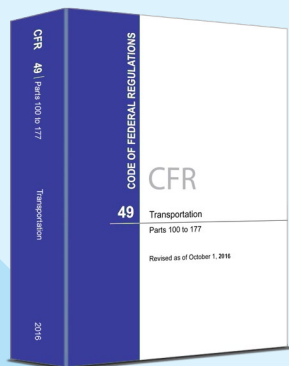 CFR 49 Parts 100 to 177 Transportation 2016
CODE OF FEDERAL REGULATIONS
CFR
49 Transportation
Parts 100 to 177
Revised as of October 1, 2016